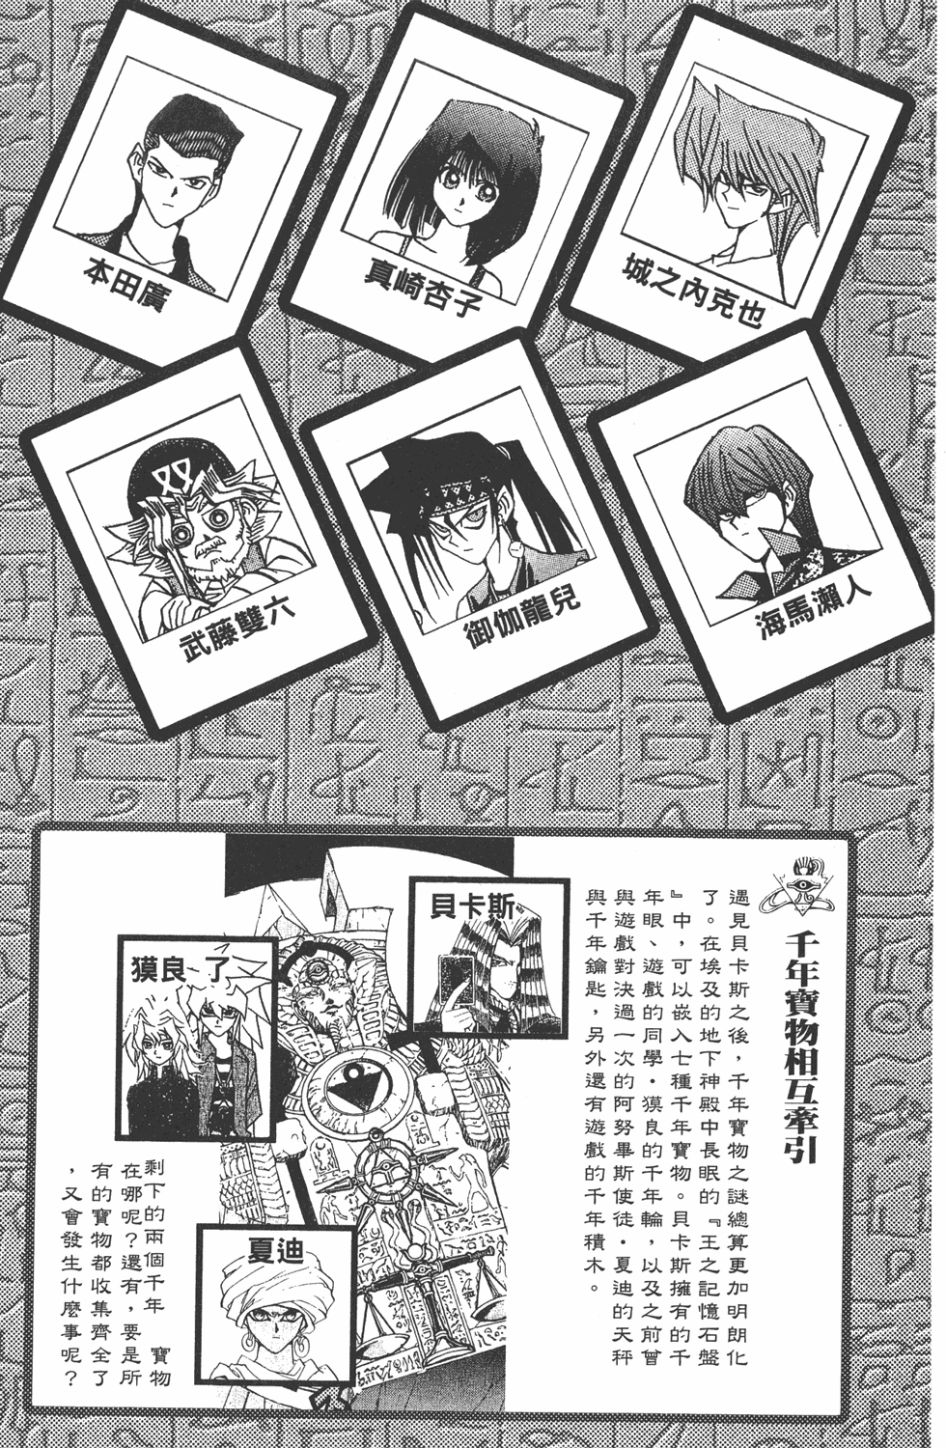 城之內克也
真崎杏子
本田廣
海馬瀨人
御伽龍兒
武藤雙六
千年寶物相互牽引
遇見貝卡斯之後，千年寶物之謎總算更加明朗化
了。在埃及的地下神殿中長眠的『王之記憶石盤
』中，可以嵌入七種千年寶物。貝卡斯擁有的千
年眼、遊戲的同學・獏良的千年輪，以及之前曾
與遊戲對決過一次的阿努畢斯使徒・夏迪的天秤
與千年鑰匙，另外還有遊戲的千年積木。
貝卡斯
獏良 了
夏迪
剩下的兩個千年 寶物
在哪呢？還有，要是所
有的寶物都收集齊全了
，又會發生什麼事呢？